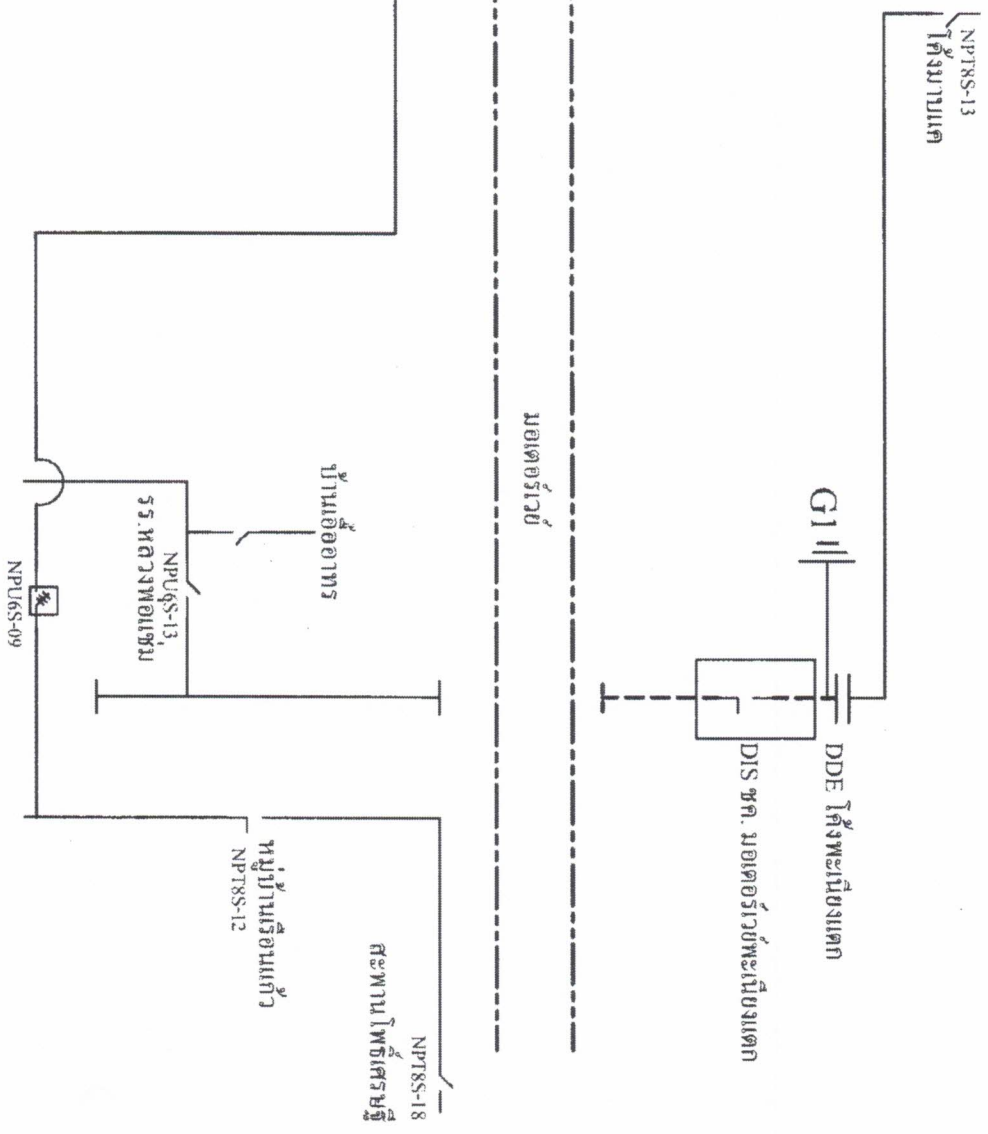 NPT8S-13
โค้งมาบแค
G1
DDE โค้งพะเนียงแตก
DIS ชค. มอเตอร์เวย์พะเนียงแตก
มอเตอร์เวย์
บ้านเอื้ออาทร
NPU6S-13,
รร.หลวงพ่อแชม
NPU6S-09
หมู่บ้านเรือนแก้ว
NPT8S-12
NPT8S-18
สะพานโพธิ์เศรษฐี